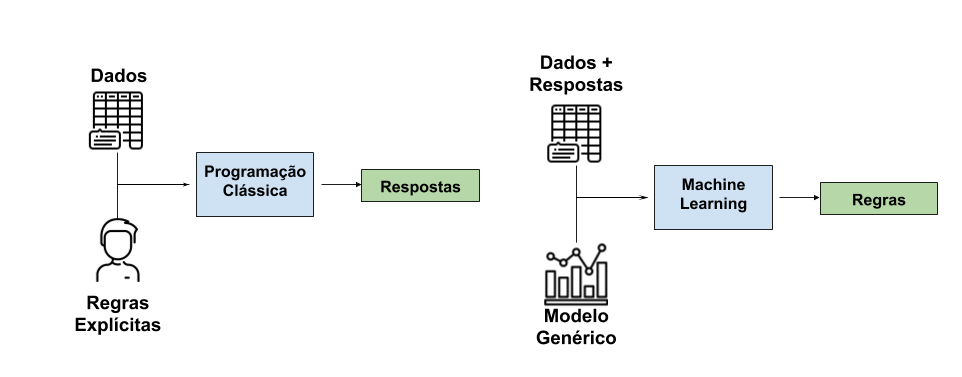 Dados
Programação
Clássica
Respostas
Regras
Explícitas
Dados +
Respostas
Machine
Learning
Regras
Modelo
Genérico